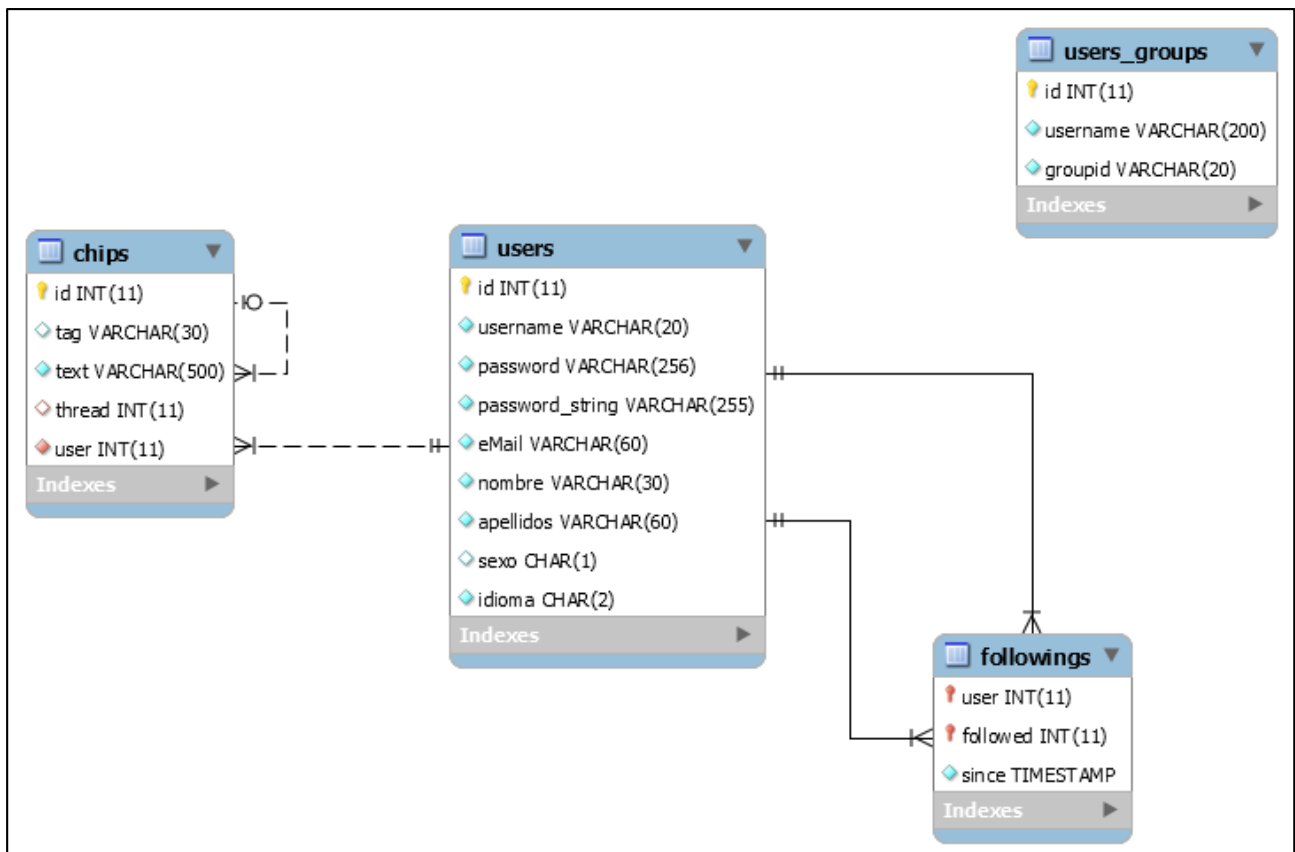 users_groups
id INT(11)
username VARCHAR(200)
groupid VARCHAR(20)
Indexes
chips
id INT(11)
tag VARCHAR(30)
text VARCHAR(500)
thread INT(11)
user INT(11)
Indexes
users
id INT(11)
username VARCHAR(20)
password VARCHAR(256)
password_string VARCHAR(255)
eMail VARCHAR(60)
nombre VARCHAR(30)
apellidos VARCHAR(60)
sexo CHAR(1)
idioma CHAR(2)
Indexes
followings
user INT(11)
followed INT(11)
since TIMESTAMP
Indexes